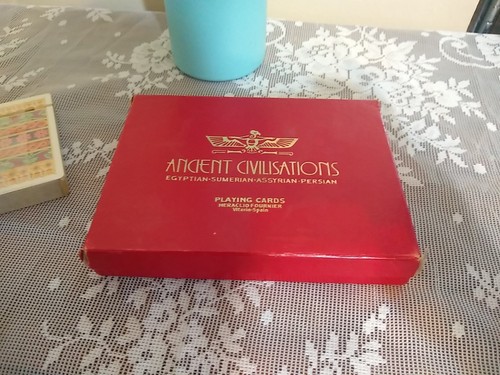 ANCIENT CIVILISATIONS
EGYPTIAN-SUMERIAN-ASSYRIAN-PERSIAN
PLAYING CARDS
HERACLIO FOURNIER
Vitoria-Spain